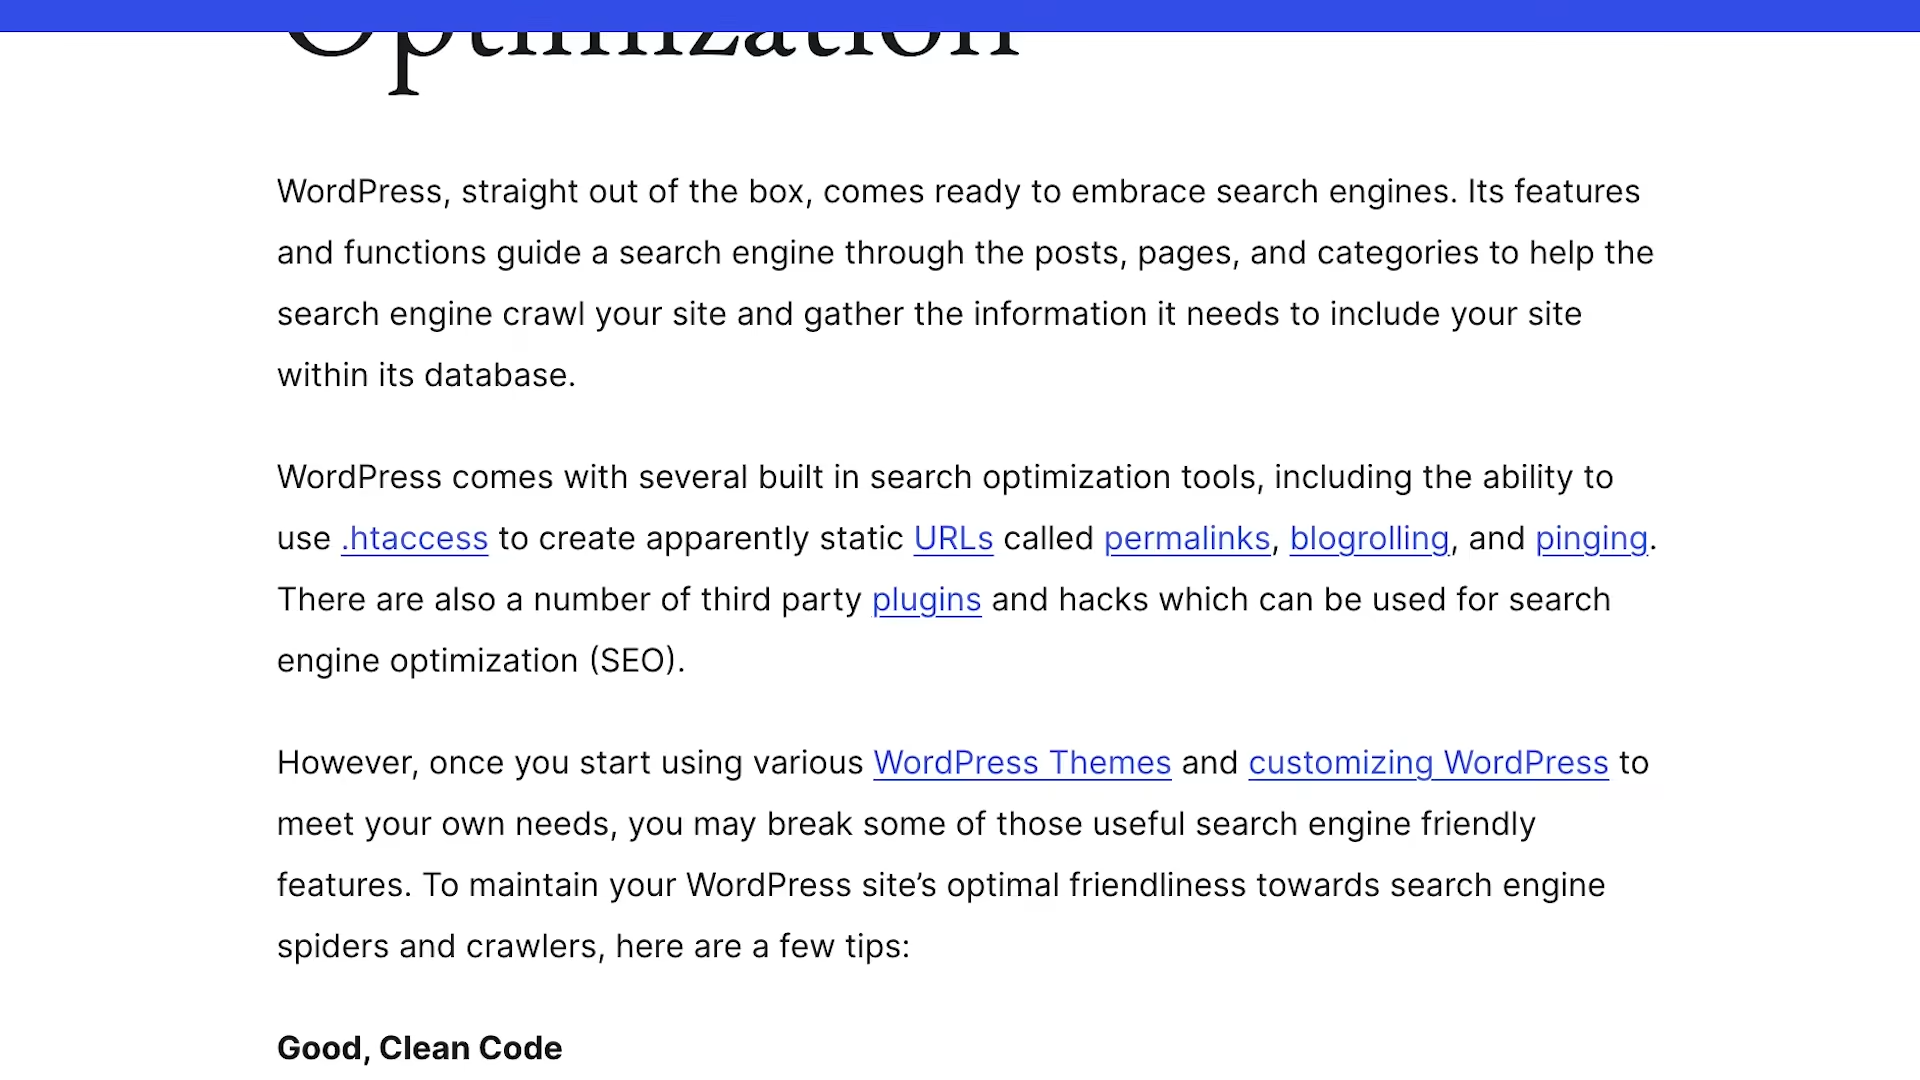 Optimization
WordPress, straight out of the box, comes ready to embrace search engines. Its features
and functions guide a search engine through the posts, pages, and categories to help the
search engine crawl your site and gather the information it needs to include your site
within its database.
WordPress comes with several built in search optimization tools, including the ability to
use .htaccess to create apparently static URLs called permalinks, blogrolling, and pinging.
There are also a number of third party plugins and hacks which can be used for search
engine optimization (SEO).
However, once you start using various WordPress Themes and customizing WordPress to
meet your own needs, you may break some of those useful search engine friendly
features. To maintain your WordPress site’s optimal friendliness towards search engine
spiders and crawlers, here are a few tips:
Good, Clean Code